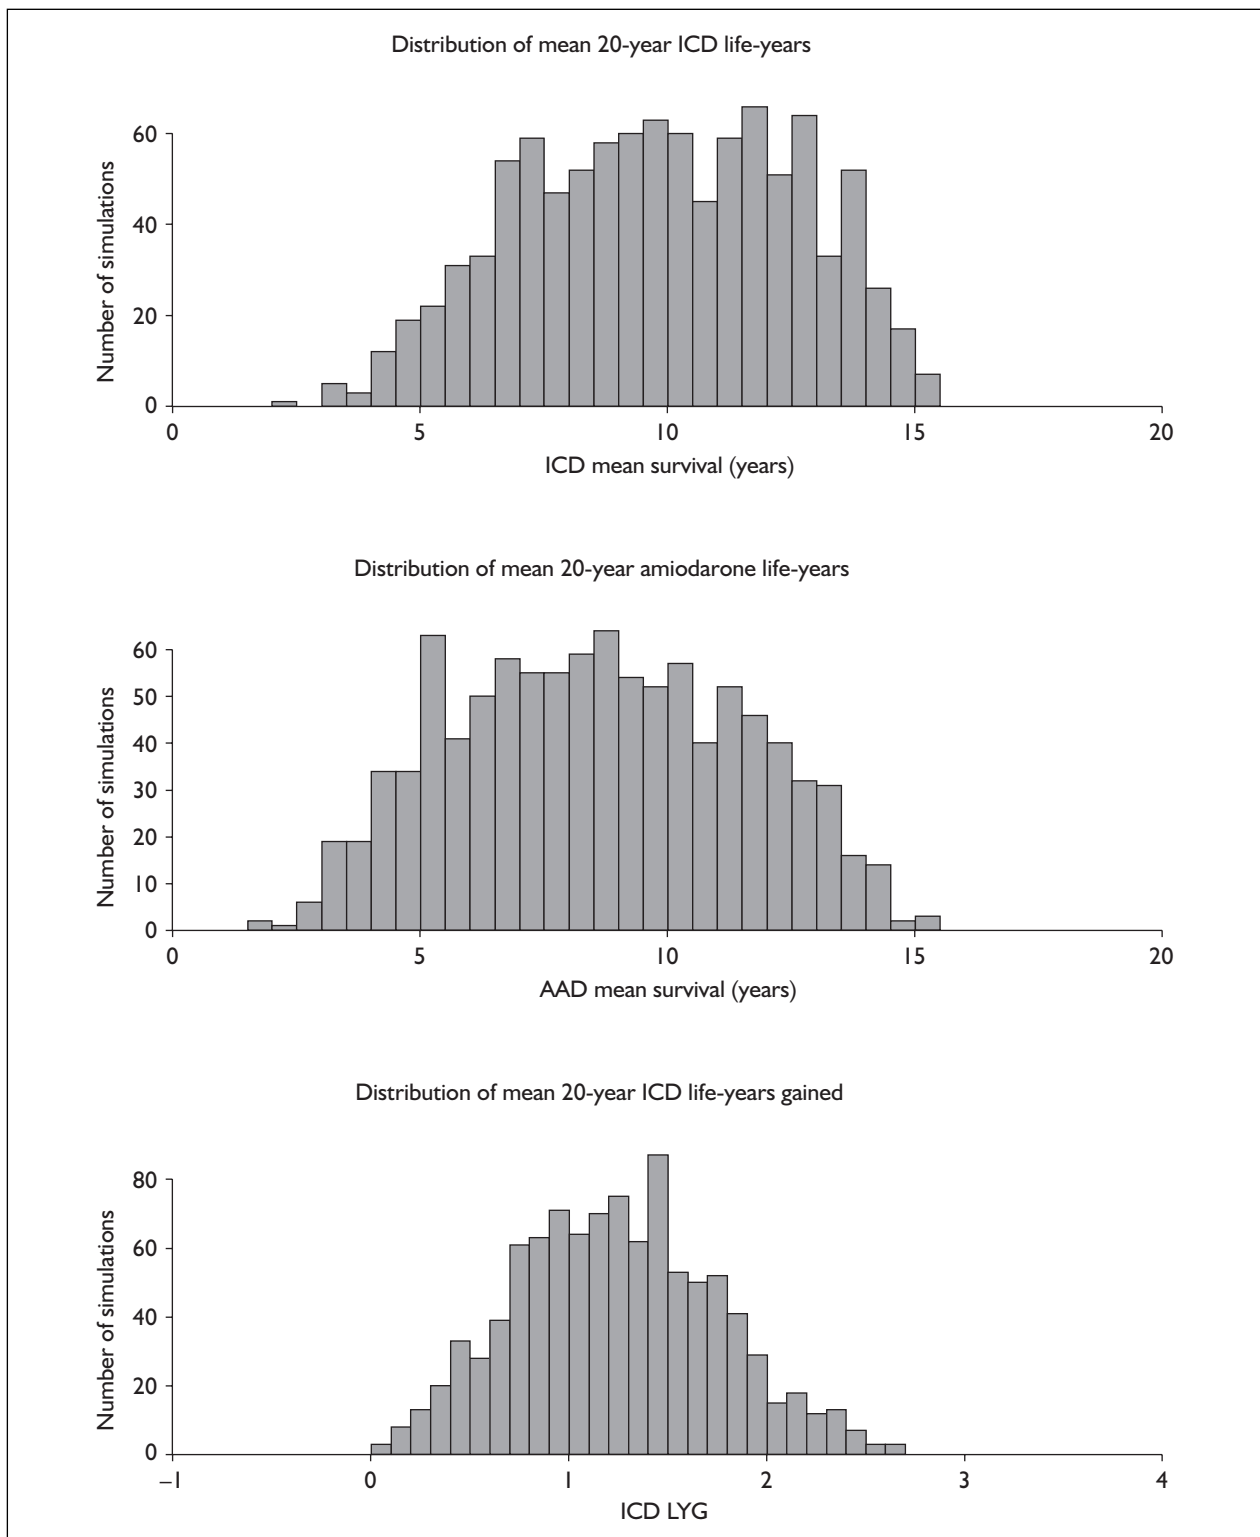 Distribution of mean 20-year ICD life-years
Number of simulations
60
40
20
0
0 5 10 15 20
ICD mean survival (years)
Distribution of mean 20-year amiodarone life-years
Number of simulations
60
50
40
30
20
10
0
0 5 10 15 20
AAD mean survival (years)
Distribution of mean 20-year ICD life-years gained
Number of simulations
80
60
40
20
0
–1 0 1 2 3 4
ICD LYG